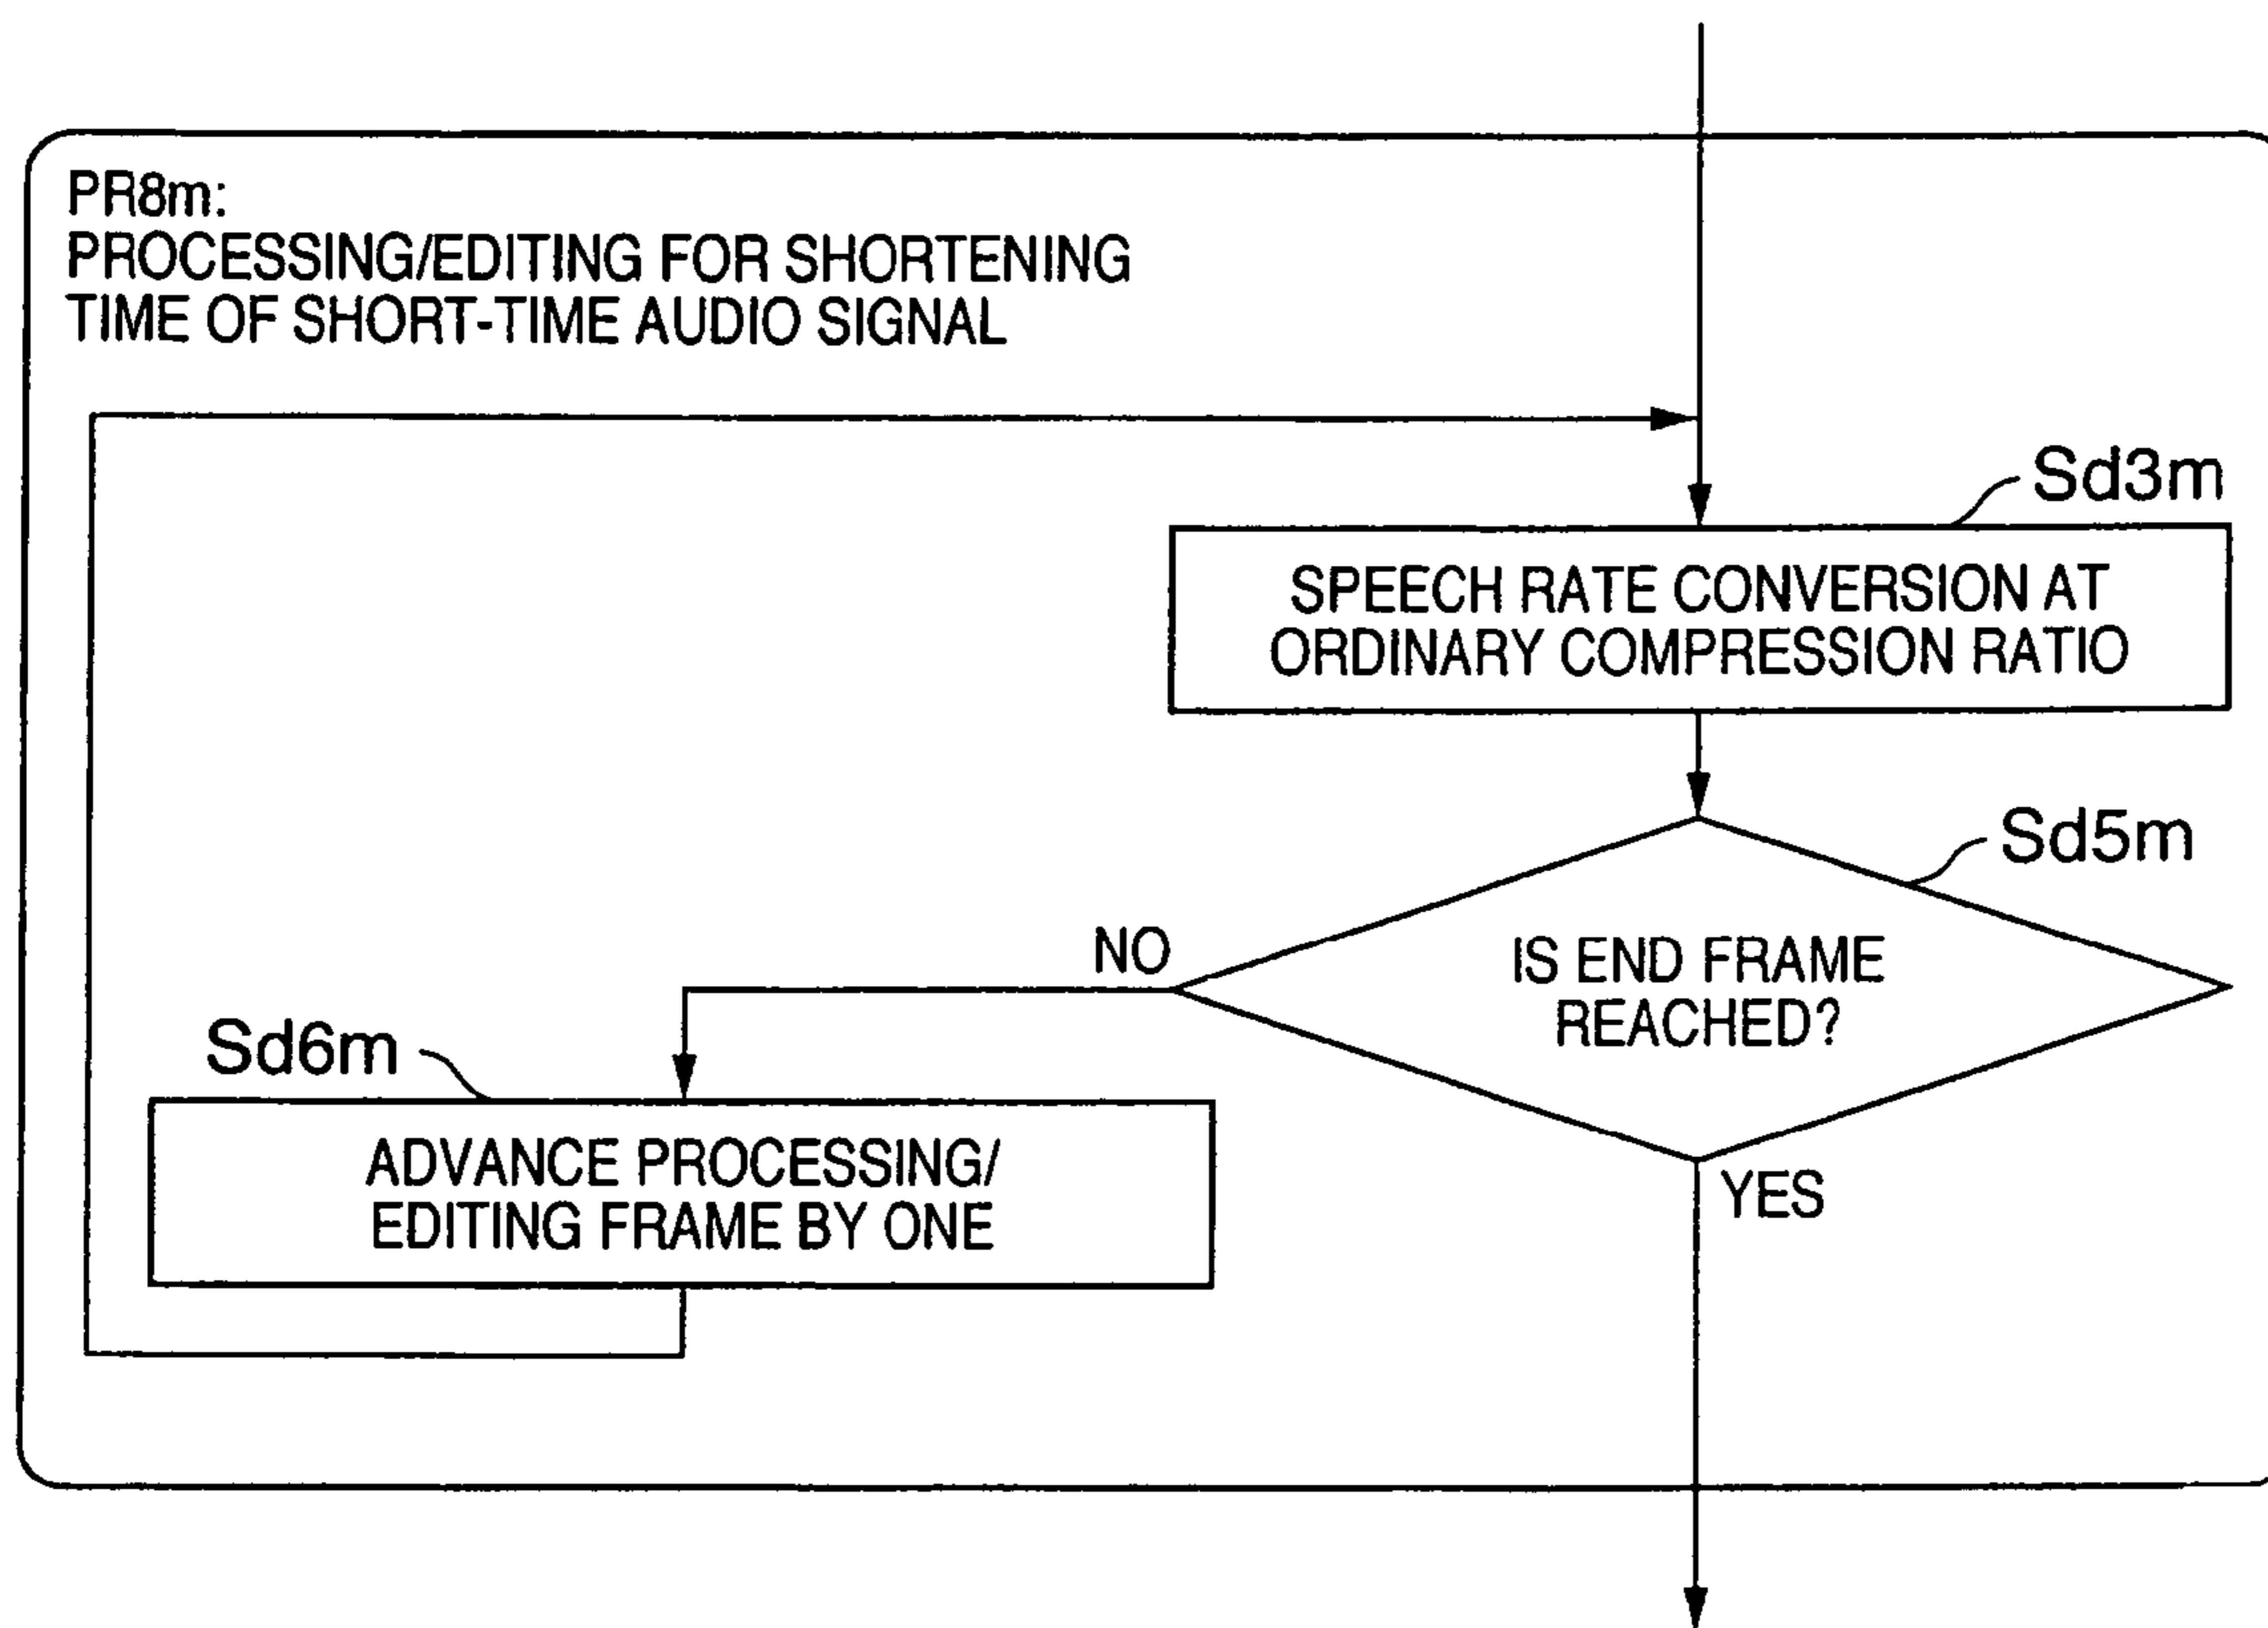 PR8m:
PROCESSING/EDITING FOR SHORTENING
TIME OF SHORT-TIME AUDIO SIGNAL
Sd3m
SPEECH RATE CONVERSION AT
ORDINARY COMPRESSION RATIO
Sd5m
IS END FRAME
REACHED?
NO
YES
Sd6m
ADVANCE PROCESSING/
EDITING FRAME BY ONE